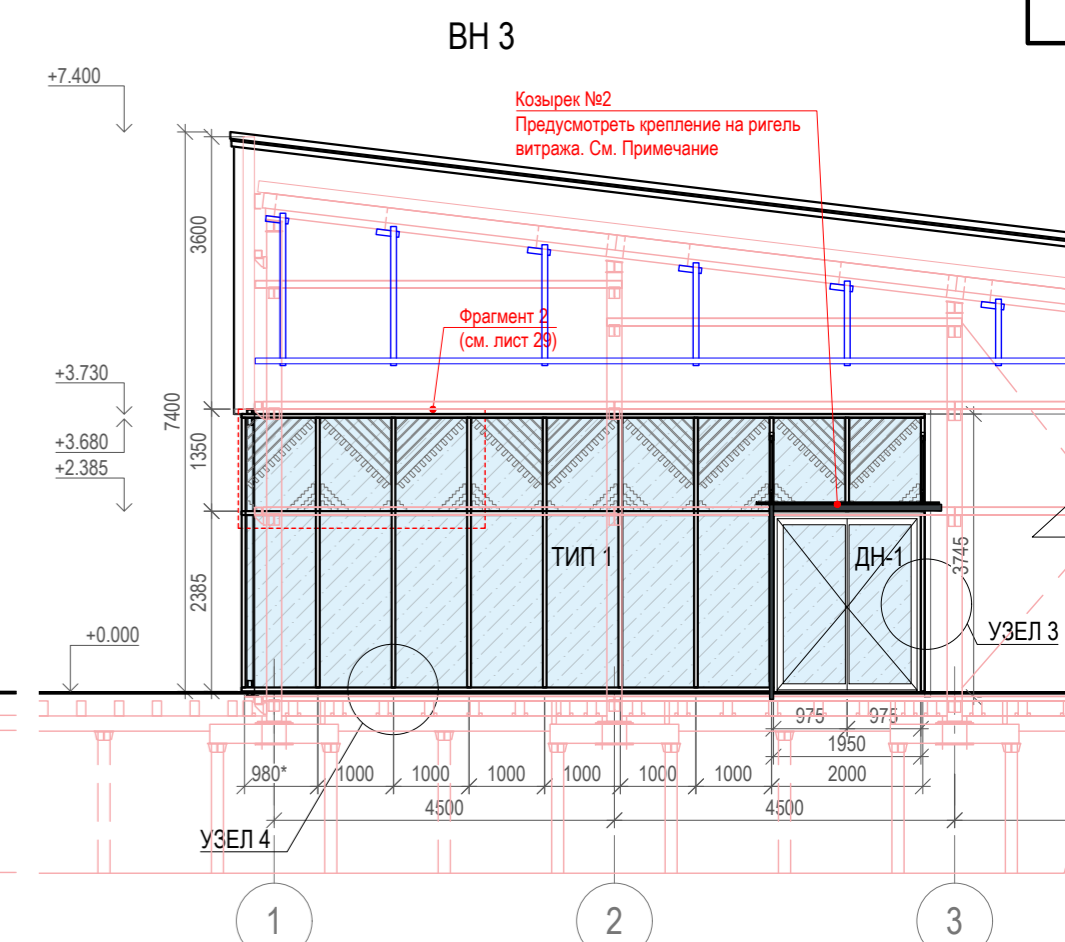 ВН 3
+7.400
Козырек №2
Предусмотреть крепление на ригель
витража. См. Примечание
3600
Фрагмент 2
(см. лист 29)
+3.730
7400
+3.680
1350
+2.385
ТИП 1
ДН-1
3745
2385
+0.000
УЗЕЛ 3
975 975
1950
980* 1000 1000 1000 1000 1000 1000 2000
4500 4500
УЗЕЛ 4
1 2 3